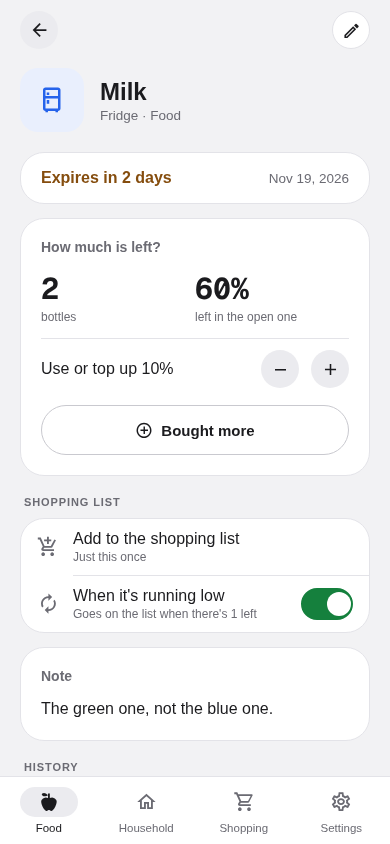 Milk
Fridge · Food
Expires in 2 days
Nov 19, 2026
How much is left?
2
60%
bottles
left in the open one
Use or top up 10%
Bought more
SHOPPING LIST
Add to the shopping list
Just this once
When it's running low
Goes on the list when there's 1 left
Note
The green one, not the blue one.
HISTORY
Food
Household
Shopping
Settings